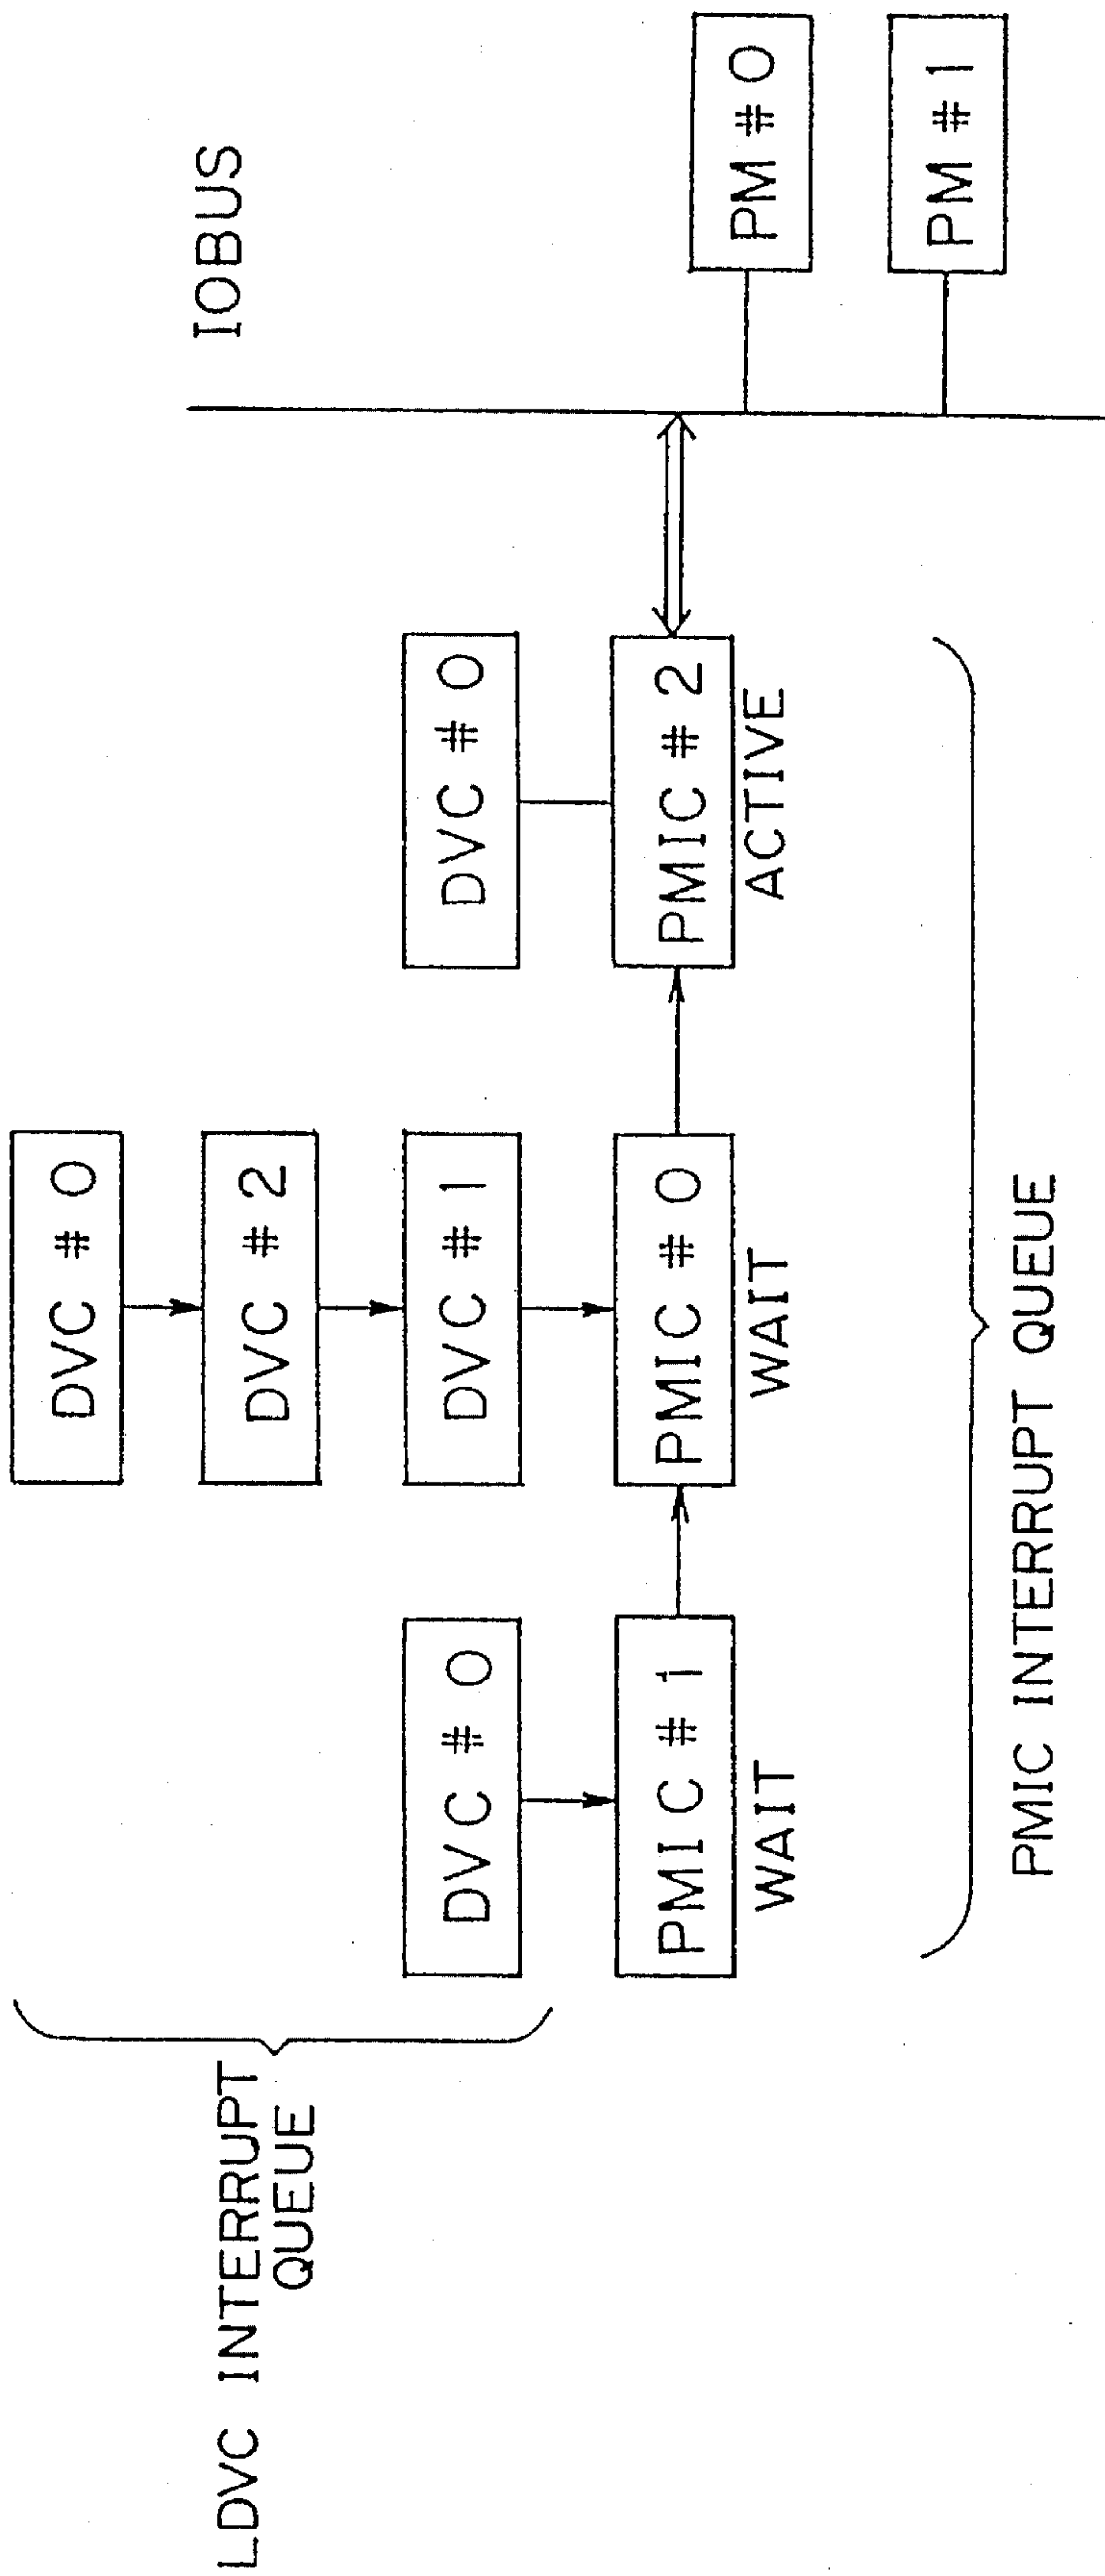 DVC # 0
LDVC INTERRUPT
QUEUE
DVC # 2
IOBUS
DVC # 0
DVC # 1
DVC # 0
PMIC # 1
PMIC # 0
PMIC # 2
WAIT
WAIT
ACTIVE
PM # 0
PM # 1
PMIC INTERRUPT QUEUE